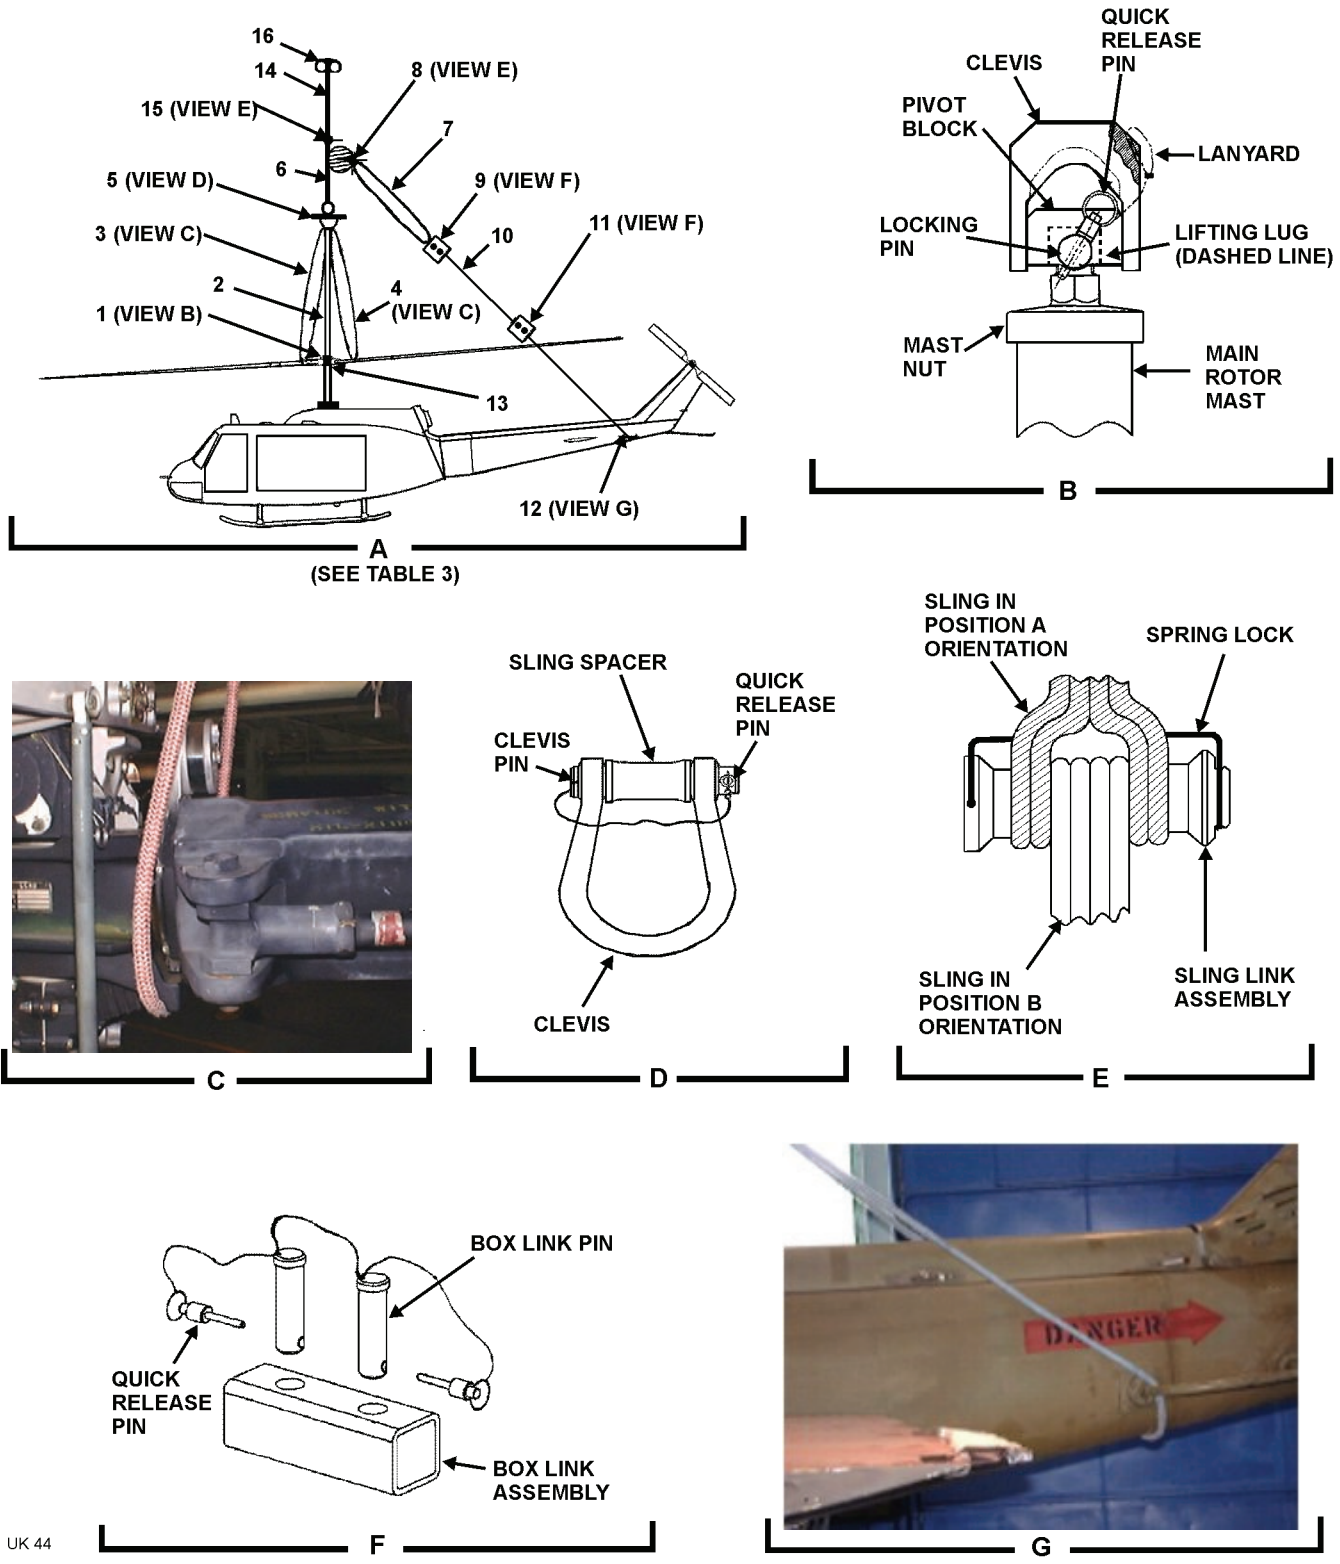 16
14
15 (VIEW E)
8 (VIEW E)
7
6
5 (VIEW D)
9 (VIEW F)
3 (VIEW C)
10
11 (VIEW F)
2
4
(VIEW C)
1 (VIEW B)
13
12 (VIEW G)
A
(SEE TABLE 3)
QUICK
RELEASE
PIN
CLEVIS
PIVOT
BLOCK
LANYARD
LOCKING
PIN
LIFTING LUG
(DASHED LINE)
MAST
NUT
MAIN
ROTOR
MAST
B
C
SLING SPACER
QUICK
RELEASE
PIN
CLEVIS
PIN
CLEVIS
D
SLING IN
POSITION A
ORIENTATION
SPRING LOCK
SLING IN
POSITION B
ORIENTATION
SLING LINK
ASSEMBLY
E
BOX LINK PIN
QUICK
RELEASE
PIN
BOX LINK
ASSEMBLY
F
DANGER
G
UK 44